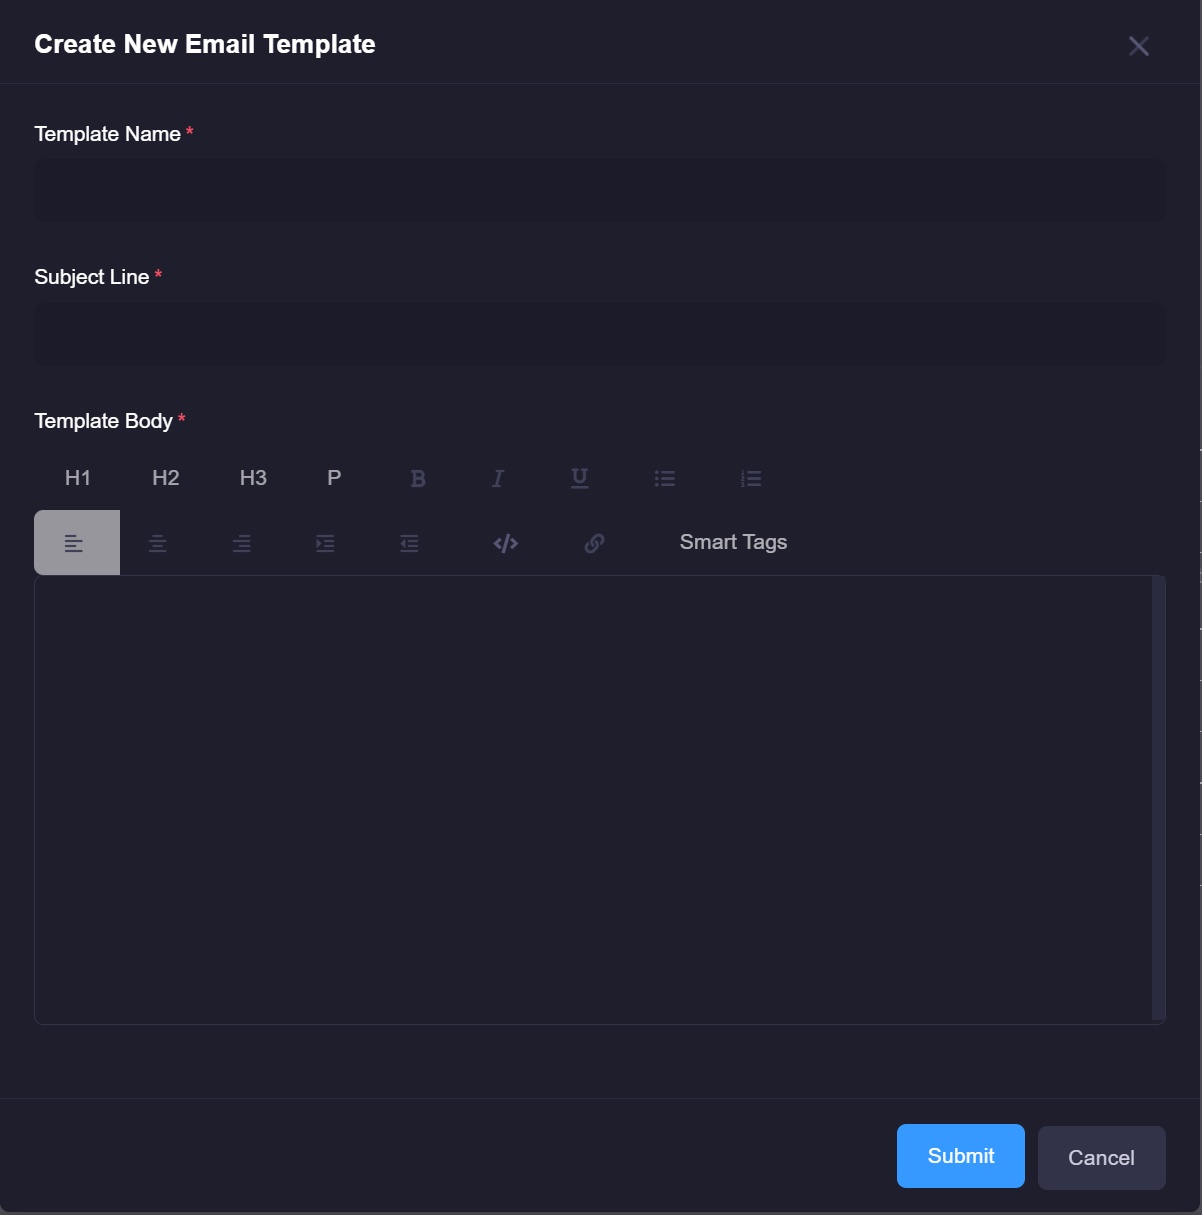 Create New Email Template
Template Name *
Subject Line *
Template Body *
H1 H2 H3 P B I U
</> Smart Tags
Submit Cancel